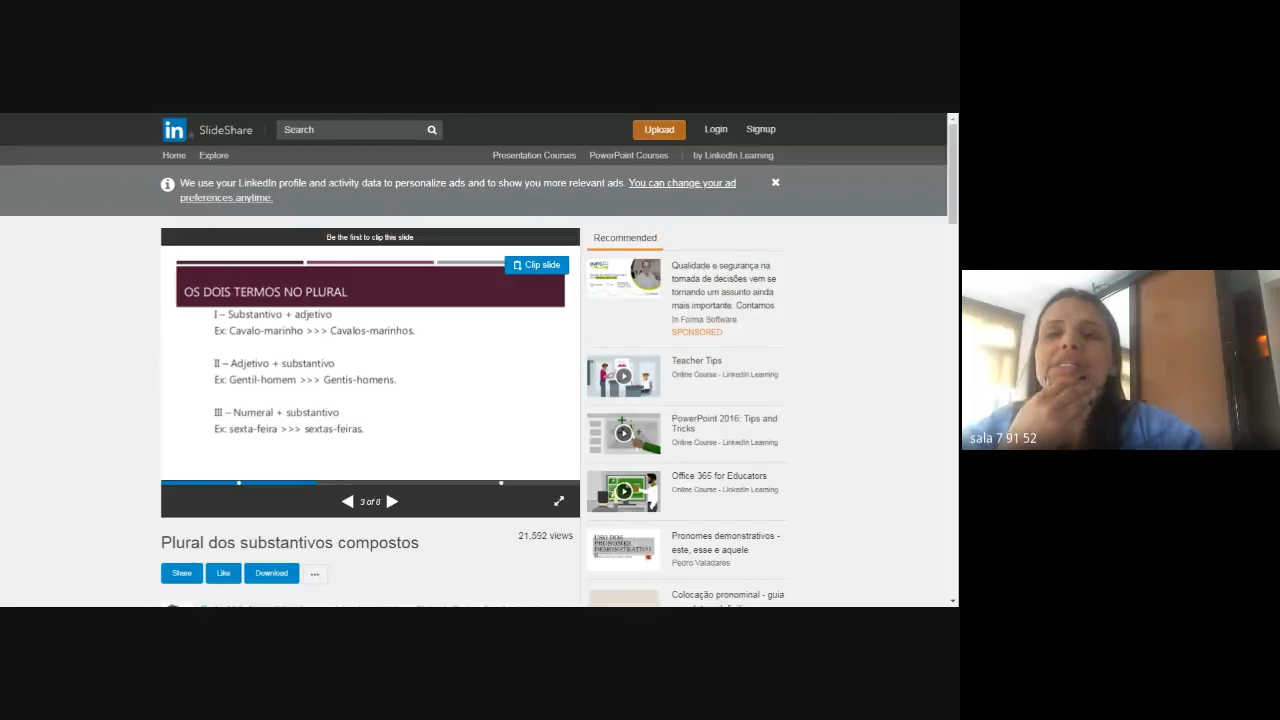 in SlideShare
Search
Upload
Login
Signup
Home
Explore
Presentation Courses
PowerPoint Courses
by LinkedIn Learning
We use your LinkedIn profile and activity data to personalize ads and to show you more relevant ads. You can change your ad
preferences anytime.
Be the first to clip this slide
Clip slide
OS DOIS TERMOS NO PLURAL
I – Substantivo + adjetivo
Ex: Cavalo-marinho >>> Cavalos-marinhos.
II – Adjetivo + substantivo
Ex: Gentil-homem >>> Gentis-homens.
III – Numeral + substantivo
Ex: sexta-feira >>> sextas-feiras.
3 of 6
Plural dos substantivos compostos
21,592 views
Share
Like
Download
...
Recommended
Qualidade e segurança na
tomada de decisões vem se
tornando um assunto ainda
mais importante. Contamos
In Forma Software
SPONSORED
Teacher Tips
Online Course - LinkedIn Learning
PowerPoint 2016: Tips and
Tricks
Online Course - LinkedIn Learning
Office 365 for Educators
Online Course - LinkedIn Learning
USO DOS
PRONOMES
DEMONSTRATIVO
Pronomes demonstrativos -
este, esse e aquele
Pedro Valadares
Colocação pronominal - guia
sala 7 91 52